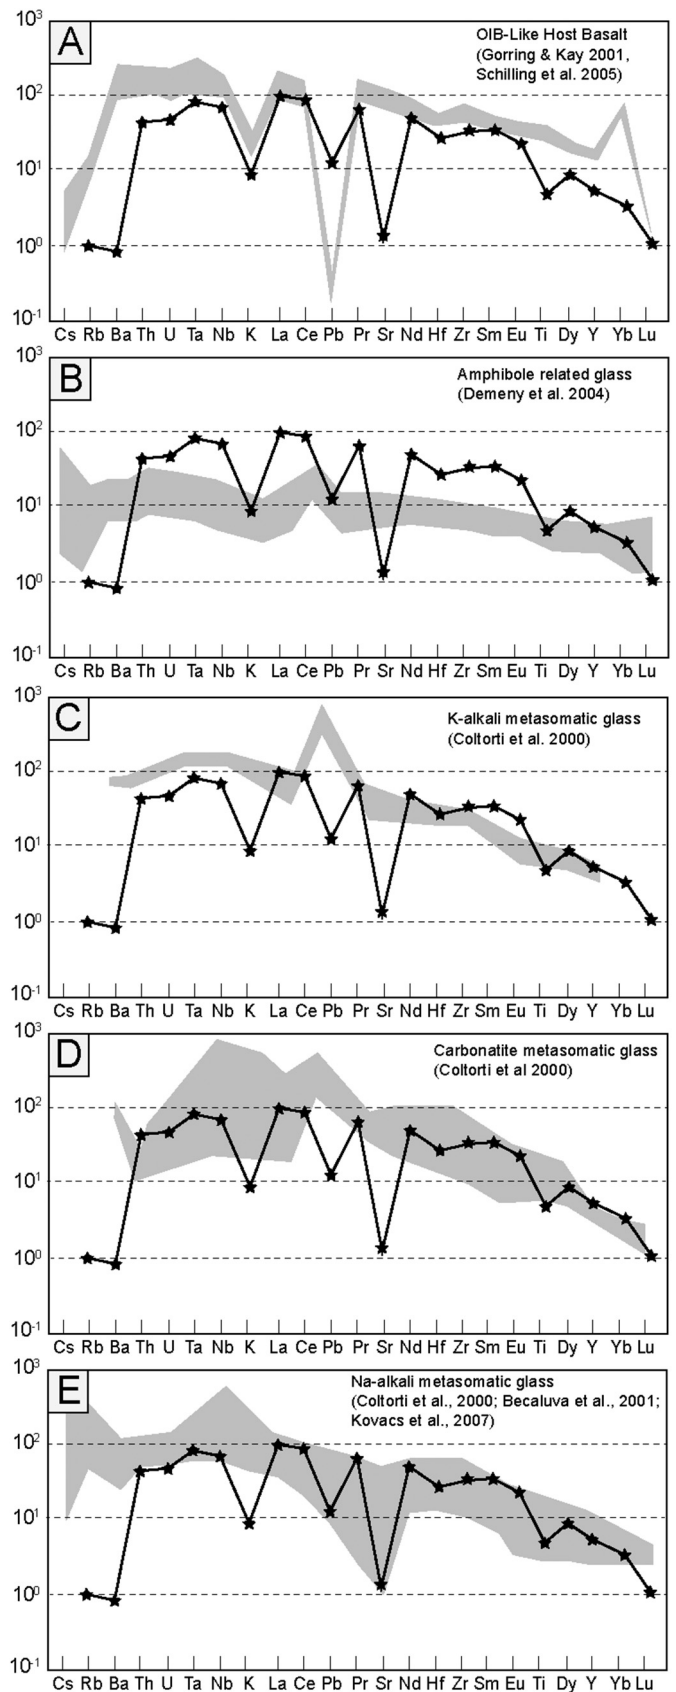 10³
A
OIB-Like Host Basalt
(Gorring & Kay 2001,
Schilling et al. 2005)
10²
10¹
10⁰
10⁻¹
Cs Rb Ba Th U Ta Nb K La Ce Pb Pr Sr Nd Hf Zr Sm Eu Ti Dy Y Yb Lu
10³
B
Amphibole related glass
(Demeny et al. 2004)
10²
10¹
10⁰
10⁻¹
Cs Rb Ba Th U Ta Nb K La Ce Pb Pr Sr Nd Hf Zr Sm Eu Ti Dy Y Yb Lu
10³
C
K-alkali metasomatic glass
(Coltorti et al. 2000)
10²
10¹
10⁰
10⁻¹
Cs Rb Ba Th U Ta Nb K La Ce Pb Pr Sr Nd Hf Zr Sm Eu Ti Dy Y Yb Lu
10³
D
Carbonatite metasomatic glass
(Coltorti et al 2000)
10²
10¹
10⁰
10⁻¹
Cs Rb Ba Th U Ta Nb K La Ce Pb Pr Sr Nd Hf Zr Sm Eu Ti Dy Y Yb Lu
10³
E
Na-alkali metasomatic glass
(Coltorti et al., 2000; Becaluva et al., 2001;
Kovacs et al., 2007)
10²
10¹
10⁰
10⁻¹
Cs Rb Ba Th U Ta Nb K La Ce Pb Pr Sr Nd Hf Zr Sm Eu Ti Dy Y Yb Lu